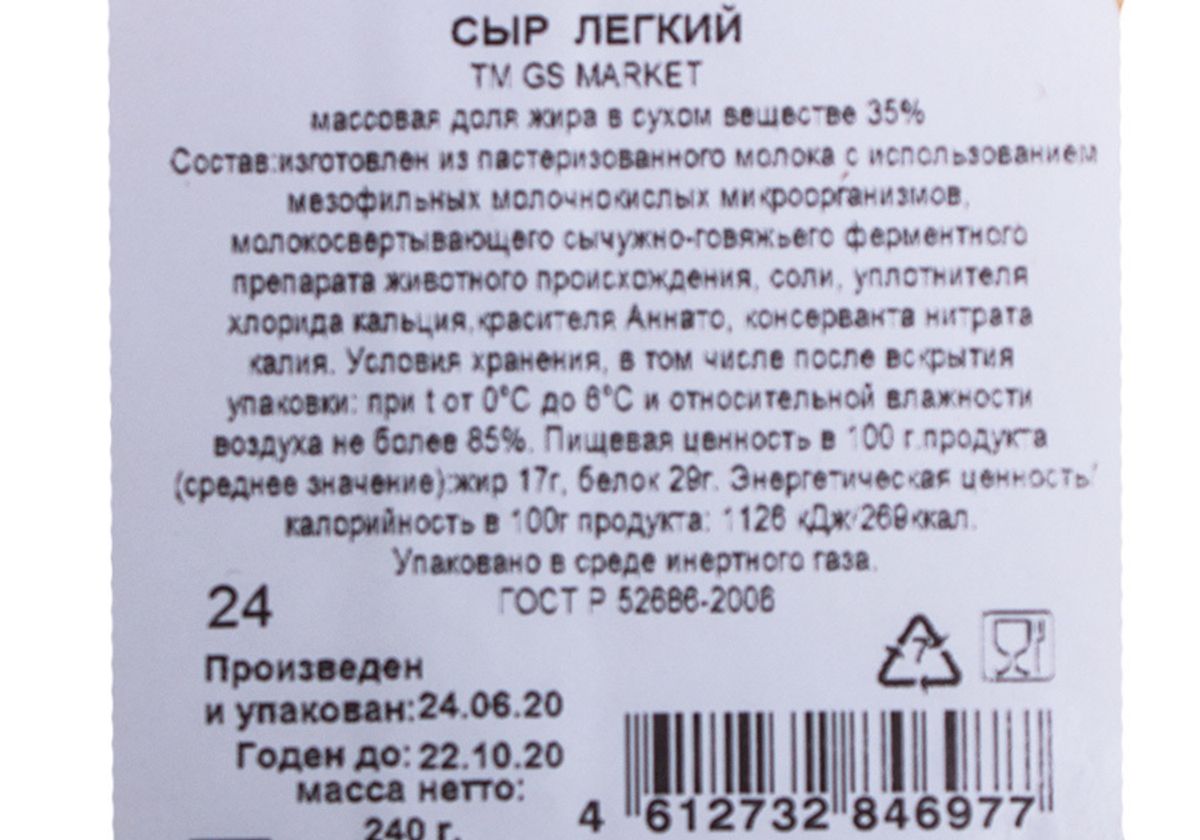 СЫР ЛЕГКИЙ
ТМ GS MARKET
массовая доля жира в сухом веществе 35%
Состав:изготовлен из пастеризованного молока с использованием
мезофильных молочнокислых микроорганизмов,
молокосвертывающего сычужно-говяжьего ферментного
препарата животного происхождения, соли, уплотнителя
хлорида кальция,красителя Аннато, консерванта нитрата
калия. Условия хранения, в том числе после вскрытия
упаковки: при t от 0°С до 6°С и относительной влажности
воздуха не более 85%. Пищевая ценность в 100 г.продукта
(среднее значение):жир 17г, белок 29г. Энергетическая ценность/
калорийность в 100г продукта: 1126 кДж/269ккал.
Упаковано в среде инертного газа.
ГОСТ Р 52686-2006
24
7
Произведен
и упакован:24.06.20
Годен до: 22.10.20
масса нетто:
240 г.
4 612732 846977